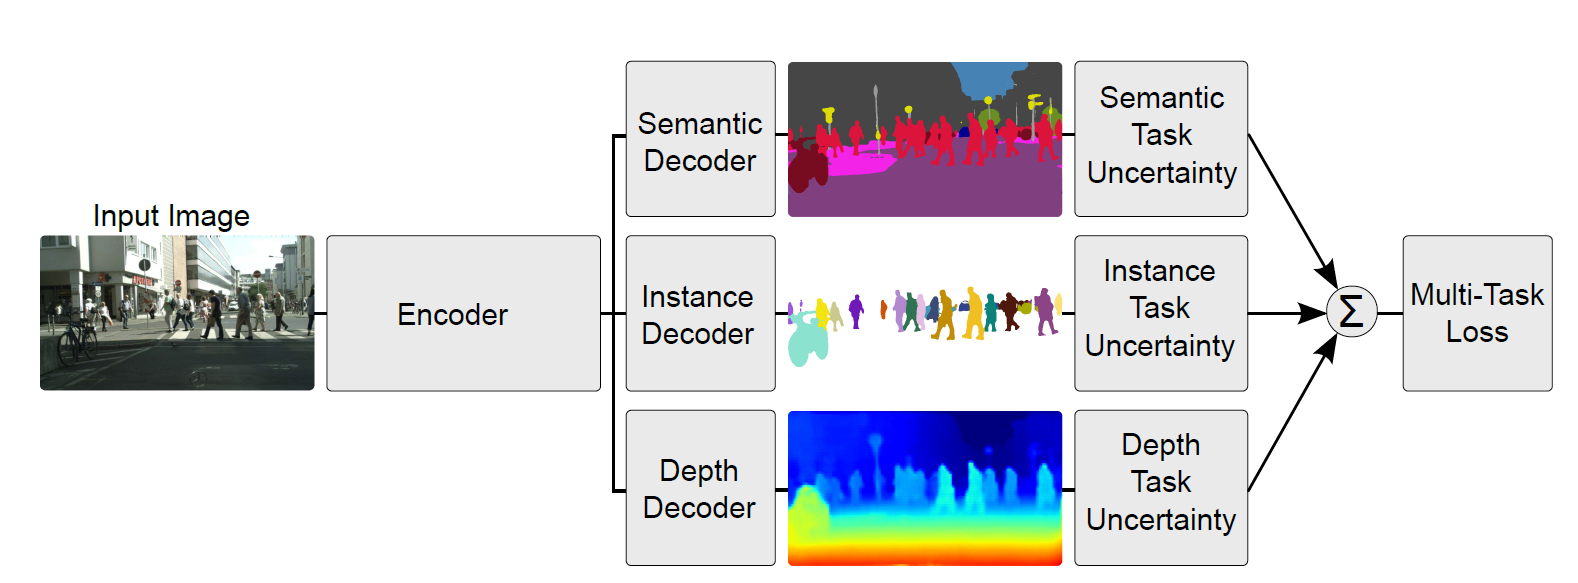 Input Image
Encoder
Semantic
Decoder
Instance
Decoder
Depth
Decoder
Semantic
Task
Uncertainty
Instance
Task
Uncertainty
Depth
Task
Uncertainty
Σ
Multi-Task
Loss